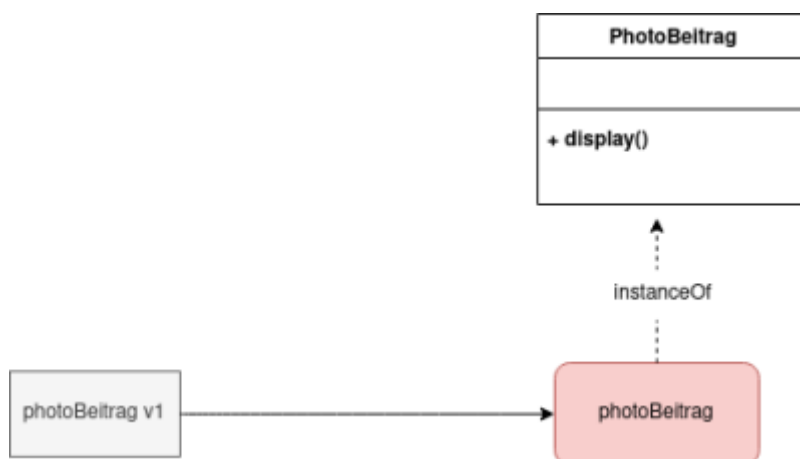 PhotoBeitrag
+ display()
instanceOf
photoBeitrag v1
photoBeitrag